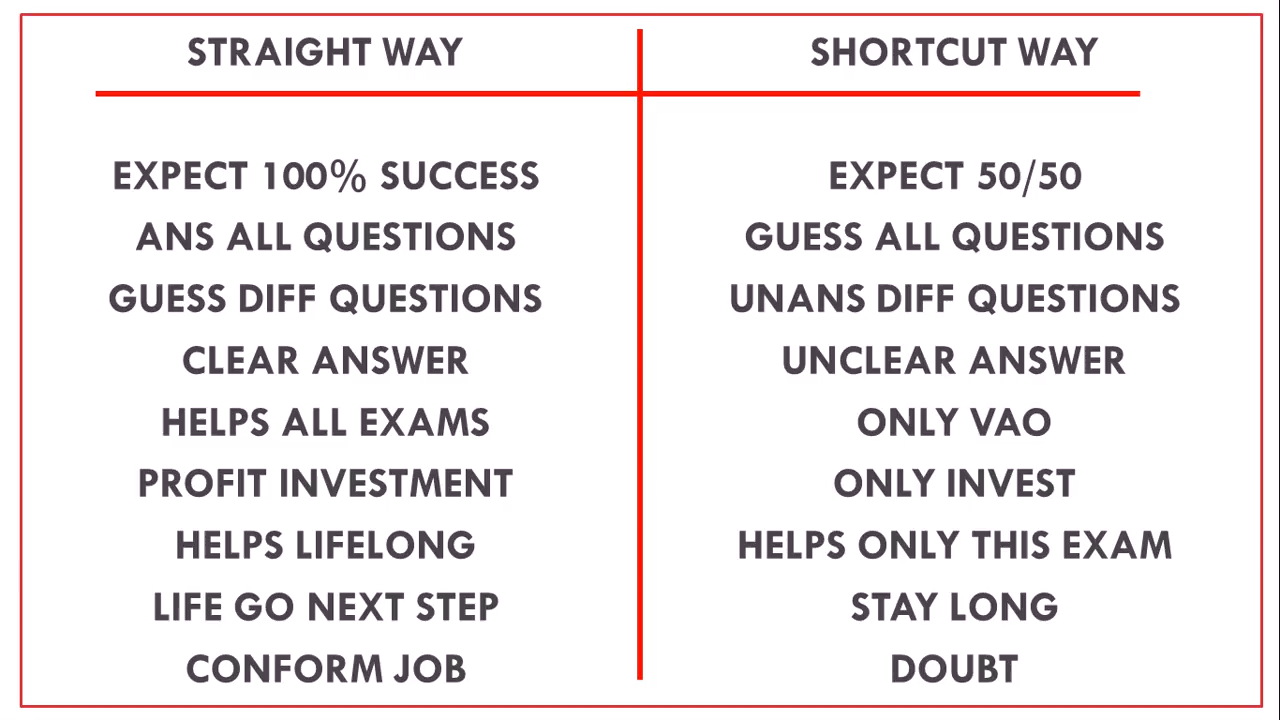 STRAIGHT WAY
SHORTCUT WAY
EXPECT 100% SUCCESS
EXPECT 50/50
ANS ALL QUESTIONS
GUESS ALL QUESTIONS
GUESS DIFF QUESTIONS
UNANS DIFF QUESTIONS
CLEAR ANSWER
UNCLEAR ANSWER
HELPS ALL EXAMS
ONLY VAO
PROFIT INVESTMENT
ONLY INVEST
HELPS LIFELONG
HELPS ONLY THIS EXAM
LIFE GO NEXT STEP
STAY LONG
CONFORM JOB
DOUBT